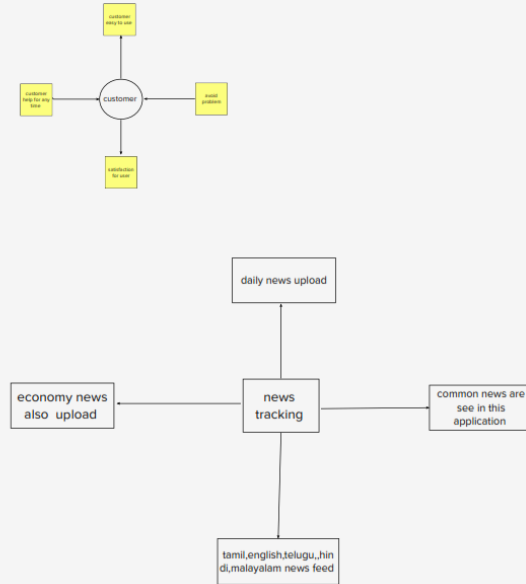 customer
easy to use
customer
help for any
time
customer
avoid
problem
satisfaction
for user
daily news upload
economy news
also upload
news
tracking
common news are
see in this
application
tamil,english,telugu,,hin
di,malayalam news feed